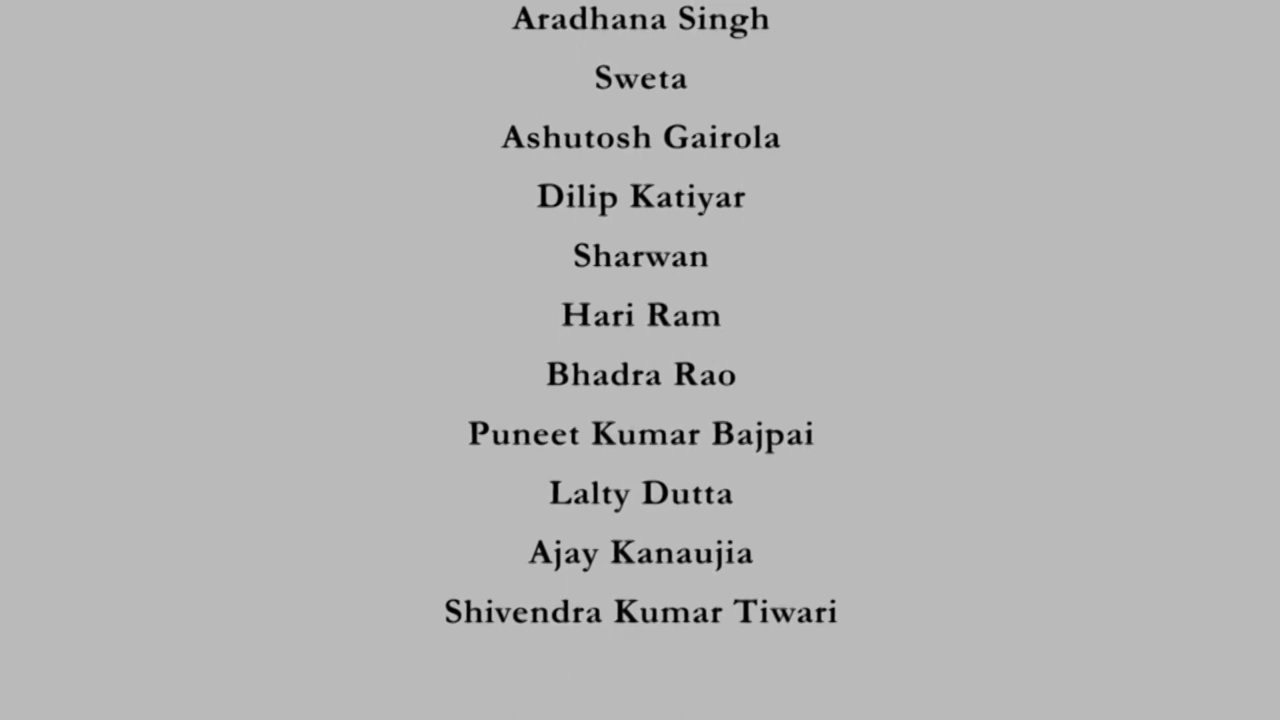 Aradhana Singh
Sweta
Ashutosh Gairola
Dilip Katiyar
Sharwan
Hari Ram
Bhadra Rao
Puneet Kumar Bajpai
Lalty Dutta
Ajay Kanaujia
Shivendra Kumar Tiwari